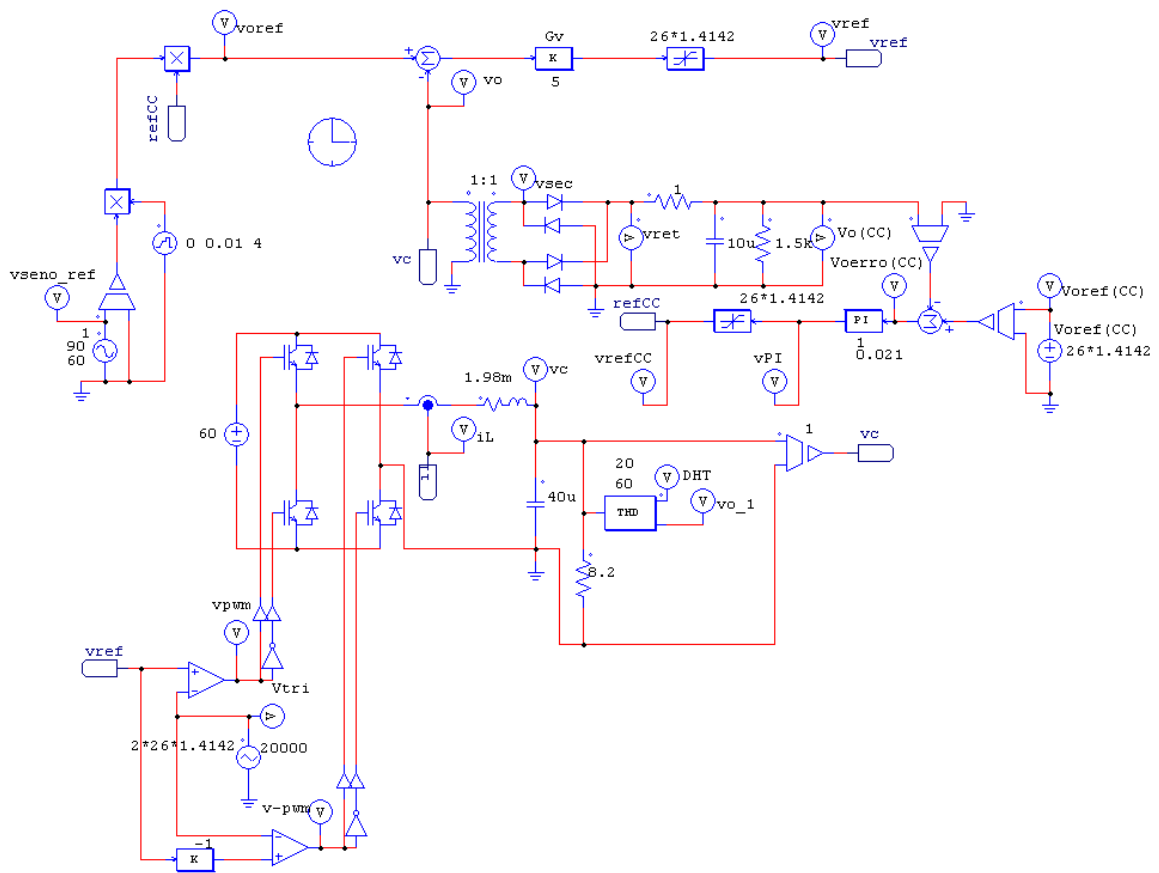 V
voref
Gv
K
5
26*1.4142
V
vref
vref
+
Σ
-
V
vo
refCC
1:1
V
vsec
1
0 0.01 4
vc
V
vret
10u
1.5k
V
Vo(CC)
Voerro(CC)
V
vseno_ref
V
1
90
60
refCC
26*1.4142
PI
1
0.021
-
Σ
+
V
Voref(CC)
Voref(CC)
26*1.4142
vrefCC
V
vPI
V
60
1.98m
V
vc
V
iL
il
1
vc
20
60
V
DHT
THD
V
vo_1
40u
8.2
vpwm
V
vref
+
-
Vtri
V
2*26*1.4142
20000
v-pwm
V
-
+
-1
K